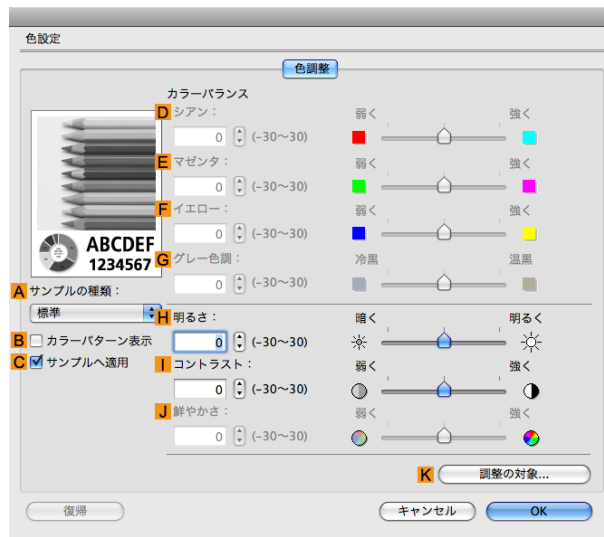 色設定
色調整
カラーバランス
D シアン： 弱く 強く
0 (-30～30)
E マゼンタ： 弱く 強く
0 (-30～30)
F イエロー： 弱く 強く
0 (-30～30)
G グレー色調： 冷黒 温黒
0 (-30～30)
ABCDEF
1234567
A サンプルの種類：
標準
B カラーパターン表示
C サンプルへ適用
H 明るさ： 暗く 明るく
0 (-30～30)
I コントラスト： 弱く 強く
0 (-30～30)
J 鮮やかさ： 弱く 強く
0 (-30～30)
K 調整の対象...
復帰 キャンセル OK